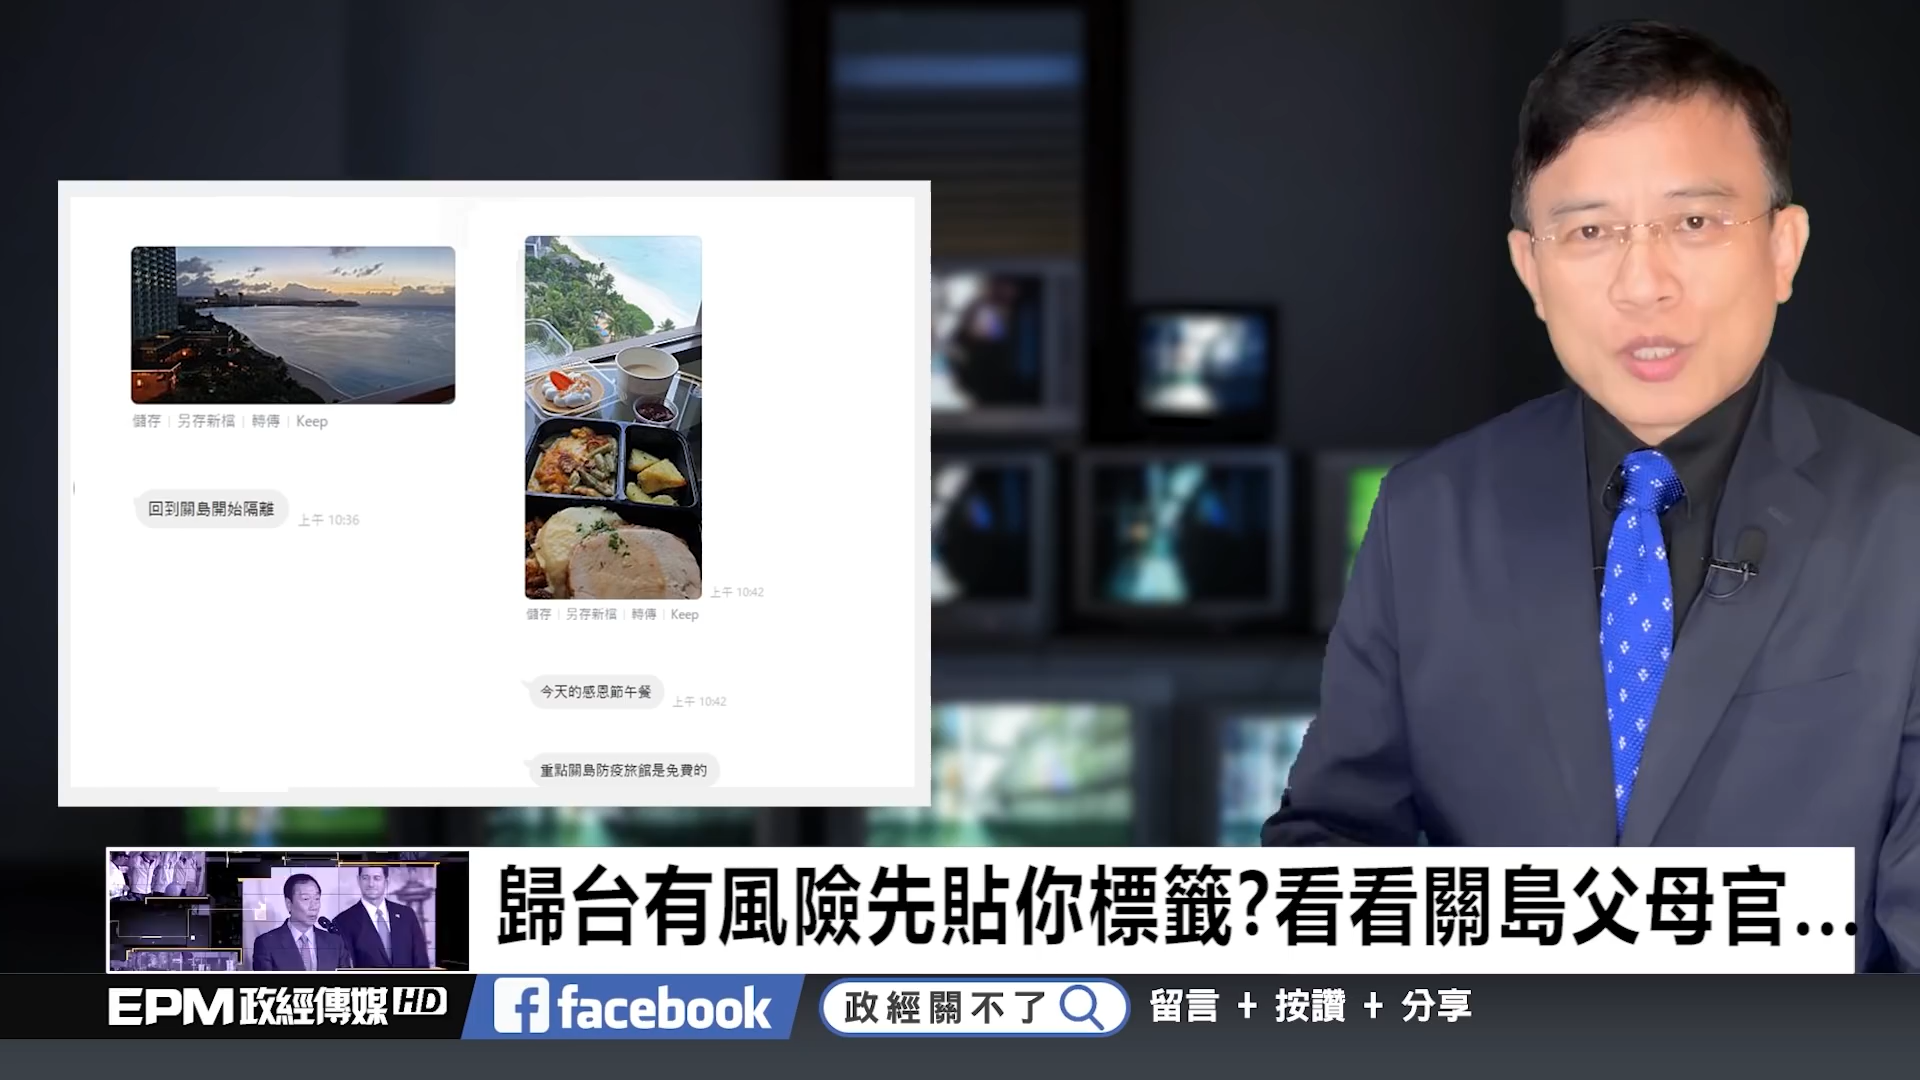 儲存 | 另存新檔 | 轉傳 | Keep
回到關島開始隔離
上午 10:36
上午 10:42
儲存 | 另存新檔 | 轉傳 | Keep
今天的感恩節午餐
上午 10:42
重點關島防疫旅館是免費的
歸台有風險先貼你標籤?看看關島父母官...
EPM政經傳媒HD
facebook
政經關不了
留言 + 按讚 + 分享